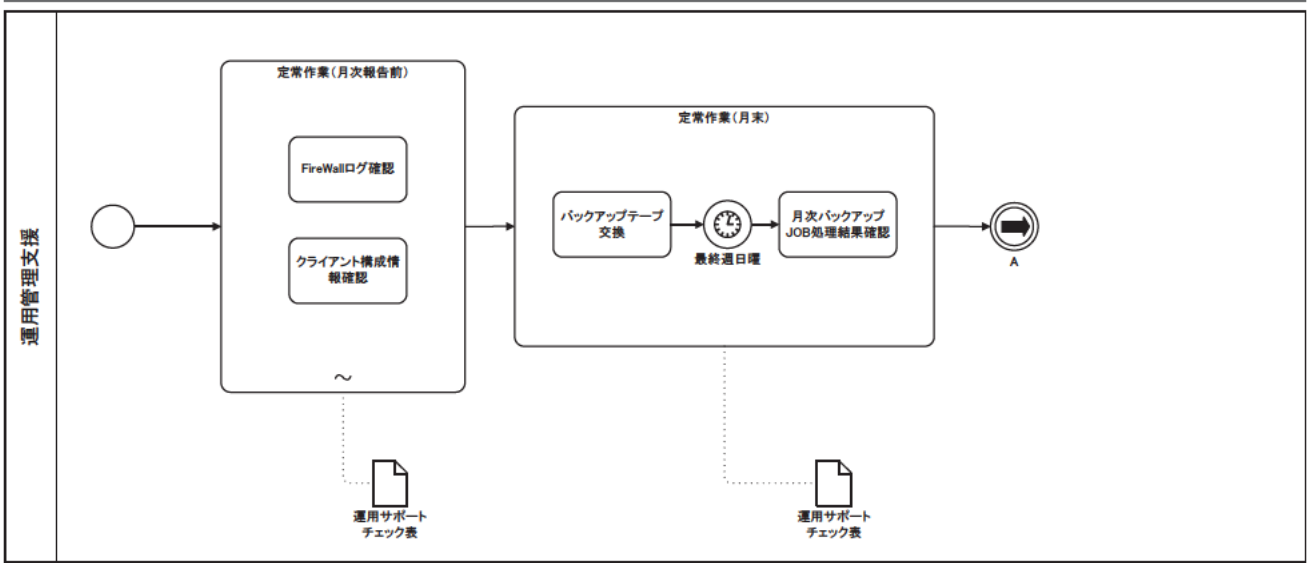 運用管理支援
定常作業(月次報告前)
FireWallログ確認
クライアント構成情
報確認
～
運用サポート
チェック表
定常作業(月末)
バックアップテープ
交換
最終週日曜
月次バックアップ
JOB処理結果確認
運用サポート
チェック表
A